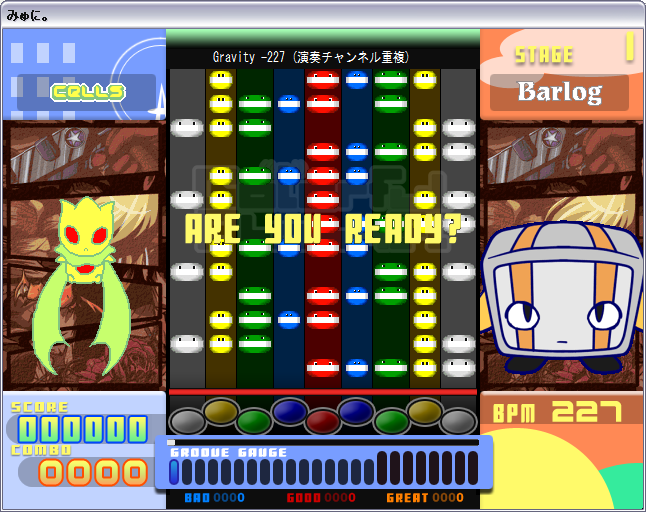 みゅに。
Gravity -227 (演奏チャンネル重複)
CELLS
STAGE 1
Barlog
ARE YOU READY?
SCORE
000000
COMBO
0000
BPM 227
GROOVE GAUGE
BAD 0000
GOOD 0000
GREAT 0000